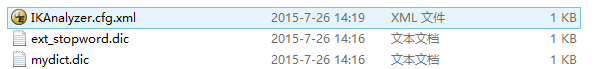 IKAnalyzer.cfg.xml 2015-7-26 14:19 XML 文件 1 KB
ext_stopword.dic 2015-7-26 14:16 文本文档 1 KB
mydict.dic 2015-7-26 14:16 文本文档 1 KB